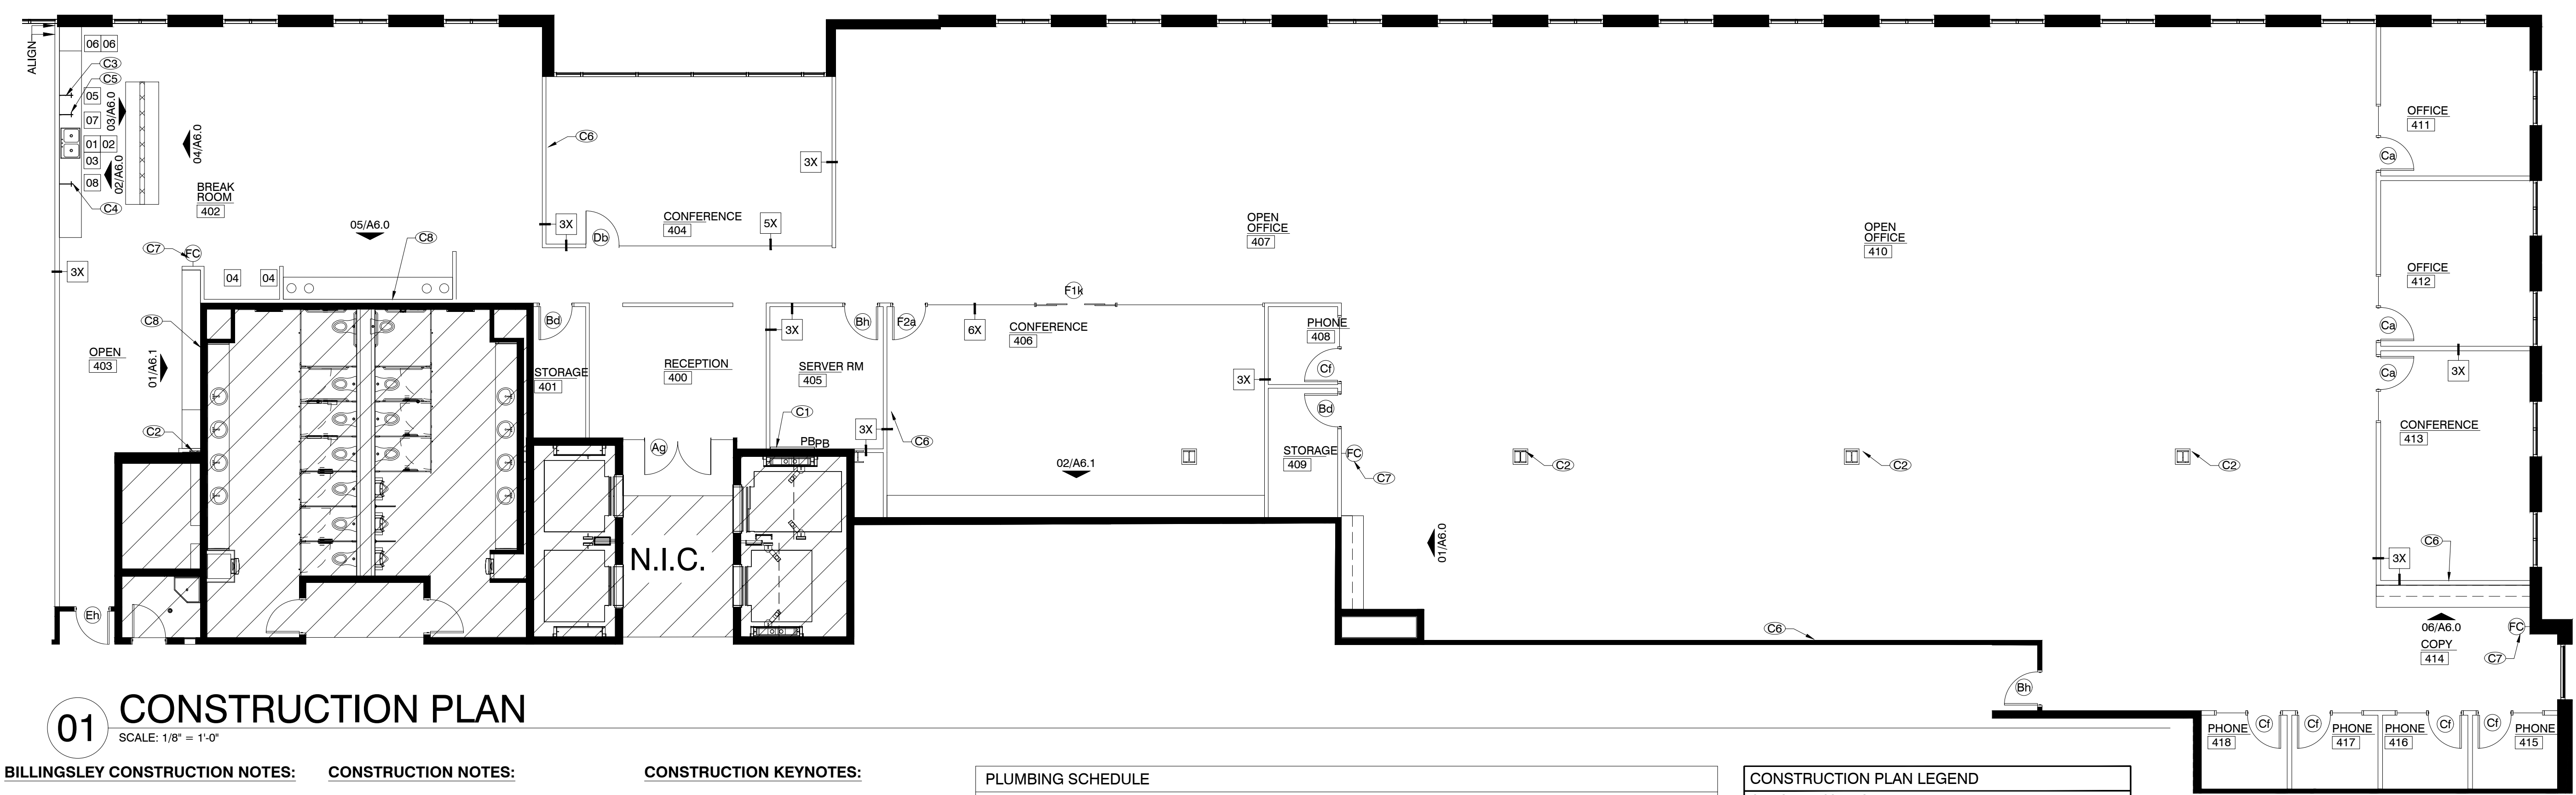 ALIGN
06 06
C3
C5
05
03/A6.0
07
01 02
03
02/A6.0
08
C4
04/A6.0
BREAK
ROOM
402
05/A6.0
C7
FC
C8
04
04
3X
C8
OPEN
403
01/A6.1
C2
Eh
C6
3X
3X
Db
CONFERENCE
404
5X
Bd
STORAGE
401
RECEPTION
400
3X
Bh
SERVER RM
405
C1
PB
PB
3X
C6
Ag
N.I.C.
F2a
6X
CONFERENCE
406
F1k
02/A6.1
3X
PHONE
408
Cf
Bd
STORAGE
409
FC
C7
OPEN
OFFICE
407
01/A6.0
C2
C2
C2
OPEN
OFFICE
410
C6
OFFICE
411
Ca
OFFICE
412
Ca
Ca
3X
CONFERENCE
413
C6
3X
06/A6.0
COPY
414
FC
C7
Bh
PHONE
418
Cf
Cf
PHONE
417
PHONE
416
Cf
Cf
PHONE
415
01
CONSTRUCTION PLAN
SCALE: 1/8" = 1'-0"
BILLINGSLEY CONSTRUCTION NOTES:
CONSTRUCTION NOTES:
CONSTRUCTION KEYNOTES:
PLUMBING SCHEDULE
CONSTRUCTION PLAN LEGEND